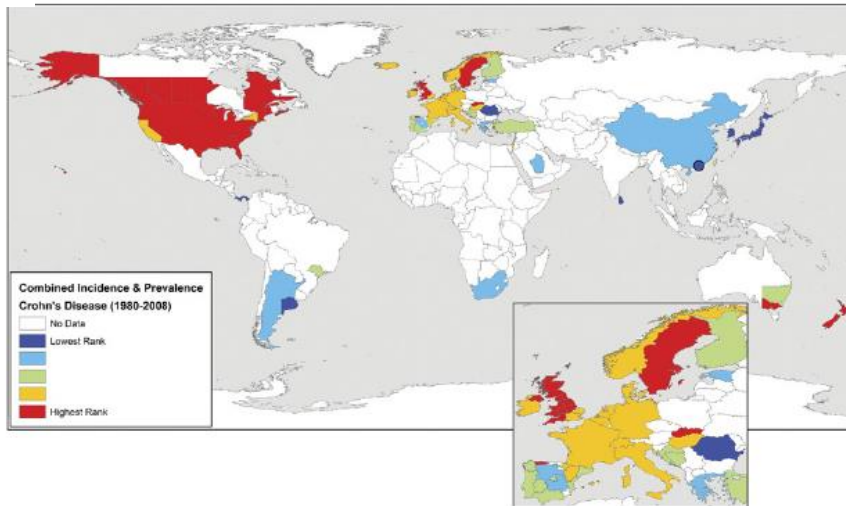 Combined Incidence & Prevalence
Crohn's Disease (1980-2008)
No Data
Lowest Rank
Highest Rank